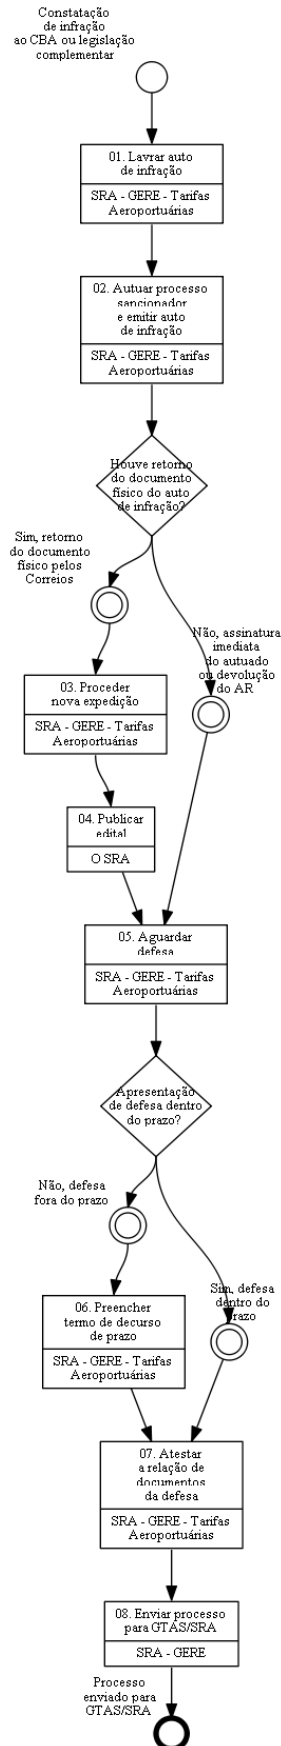 Constatação
de infração
ao CBA ou legislação
complementar
01. Lavrar auto
de infração
SRA - GERE - Tarifas
Aeroportuárias
02. Autuar processo
sancionador
e emitir auto
de infração
SRA - GERE - Tarifas
Aeroportuárias
Houve retorno
do documento
físico do auto
de infração?
Sim, retorno
do documento
físico pelos
Correios
Não, assinatura
imediata
do autuado
ou devolução
do AR
03. Proceder
nova expedição
SRA - GERE - Tarifas
Aeroportuárias
04. Publicar
edital
O SRA
05. Aguardar
defesa
SRA - GERE - Tarifas
Aeroportuárias
Apresentação
de defesa dentro
do prazo?
Não, defesa
fora do prazo
Sim, defesa
dentro do
prazo
06. Preencher
termo de decurso
de prazo
SRA - GERE - Tarifas
Aeroportuárias
07. Atestar
a relação de
documentos
da defesa
SRA - GERE - Tarifas
Aeroportuárias
08. Enviar processo
para GTAS/SRA
SRA - GERE
Processo
enviado para
GTAS/SRA